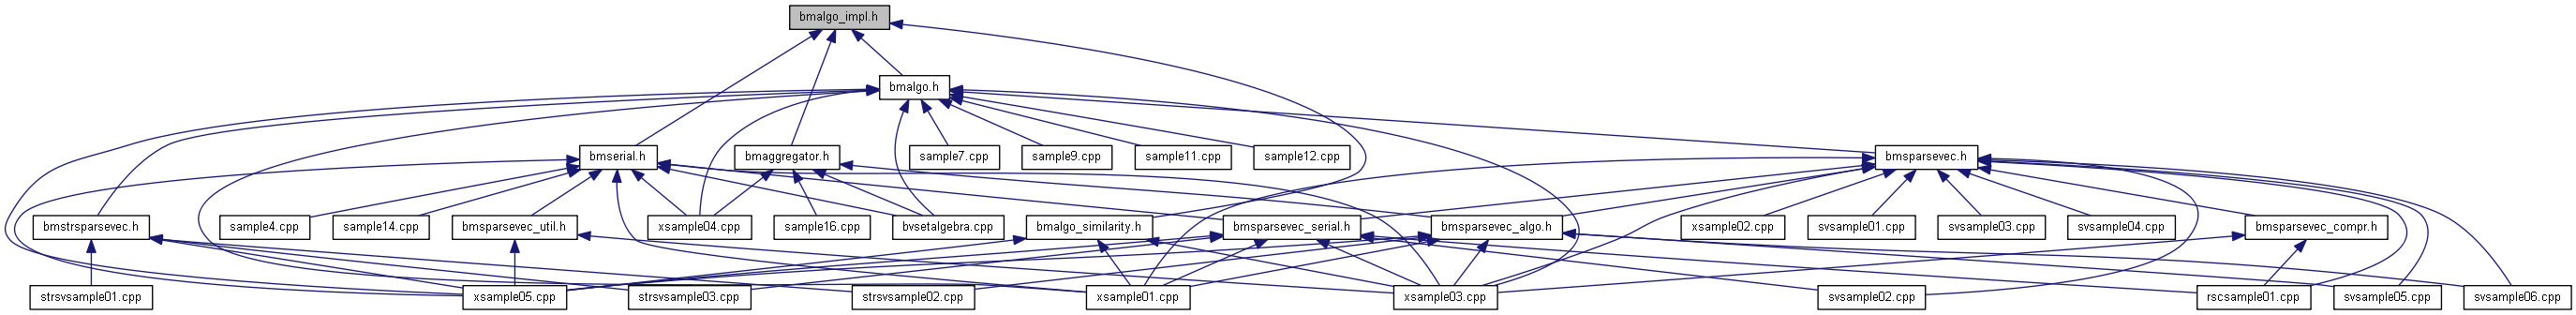 bmalgo_impl.h
bmalgo.h
bmserial.h
bmaggregator.h
sample7.cpp
sample9.cpp
sample11.cpp
sample12.cpp
bmsparsevec.h
bmstrsparsevec.h
sample4.cpp
sample14.cpp
bmsparsevec_util.h
xsample04.cpp
sample16.cpp
bvsetalgebra.cpp
bmalgo_similarity.h
bmsparsevec_serial.h
bmsparsevec_algo.h
xsample02.cpp
svsample01.cpp
svsample03.cpp
svsample04.cpp
bmsparsevec_compr.h
strsvsample01.cpp
xsample05.cpp
strsvsample03.cpp
strsvsample02.cpp
xsample01.cpp
xsample03.cpp
svsample02.cpp
rscsample01.cpp
svsample05.cpp
svsample06.cpp